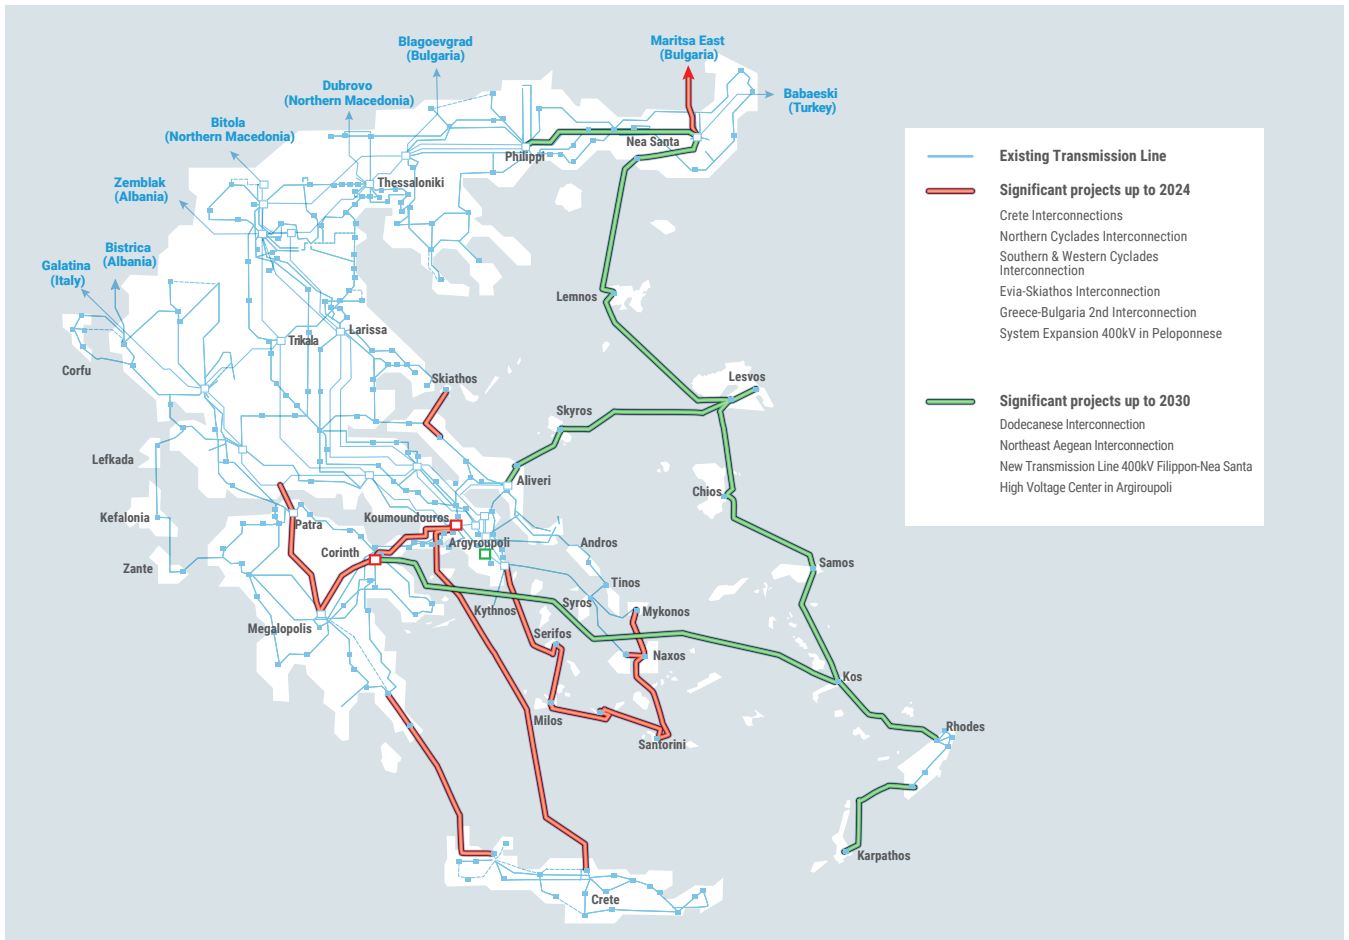 Blagoevgrad
(Bulgaria)
Maritsa East
(Bulgaria)
Dubrovo
(Northern Macedonia)
Babaeski
(Turkey)
Bitola
(Northern Macedonia)
Nea Santa
Philippi
Thessaloniki
Zemblak
(Albania)
Bistrica
(Albania)
Galatina
(Italy)
Lemnos
Larissa
Trikala
Corfu
Skiathos
Lesvos
Skyros
Lefkada
Aliveri
Chios
Kefalonia
Patra
Koumoundouros
Corinth
Argyroupoli
Andros
Zante
Samos
Tinos
Syros
Kythnos
Mykonos
Megalopolis
Serifos
Naxos
Kos
Milos
Santorini
Rhodes
Karpathos
Crete
Existing Transmission Line
Significant projects up to 2024
Crete Interconnections
Northern Cyclades Interconnection
Southern & Western Cyclades
Interconnection
Evia-Skiathos Interconnection
Greece-Bulgaria 2nd Interconnection
System Expansion 400kV in Peloponnese
Significant projects up to 2030
Dodecanese Interconnection
Northeast Aegean Interconnection
New Transmission Line 400kV Filippon-Nea Santa
High Voltage Center in Argiroupoli